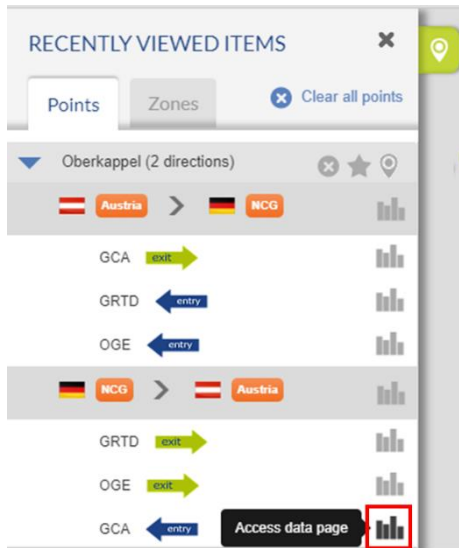 RECENTLY VIEWED ITEMS
Points Zones Clear all points
Oberkappel (2 directions)
Austria NCG
GCA exit
GRTD entry
OGE entry
NCG Austria
GRTD exit
OGE exit
GCA entry Access data page